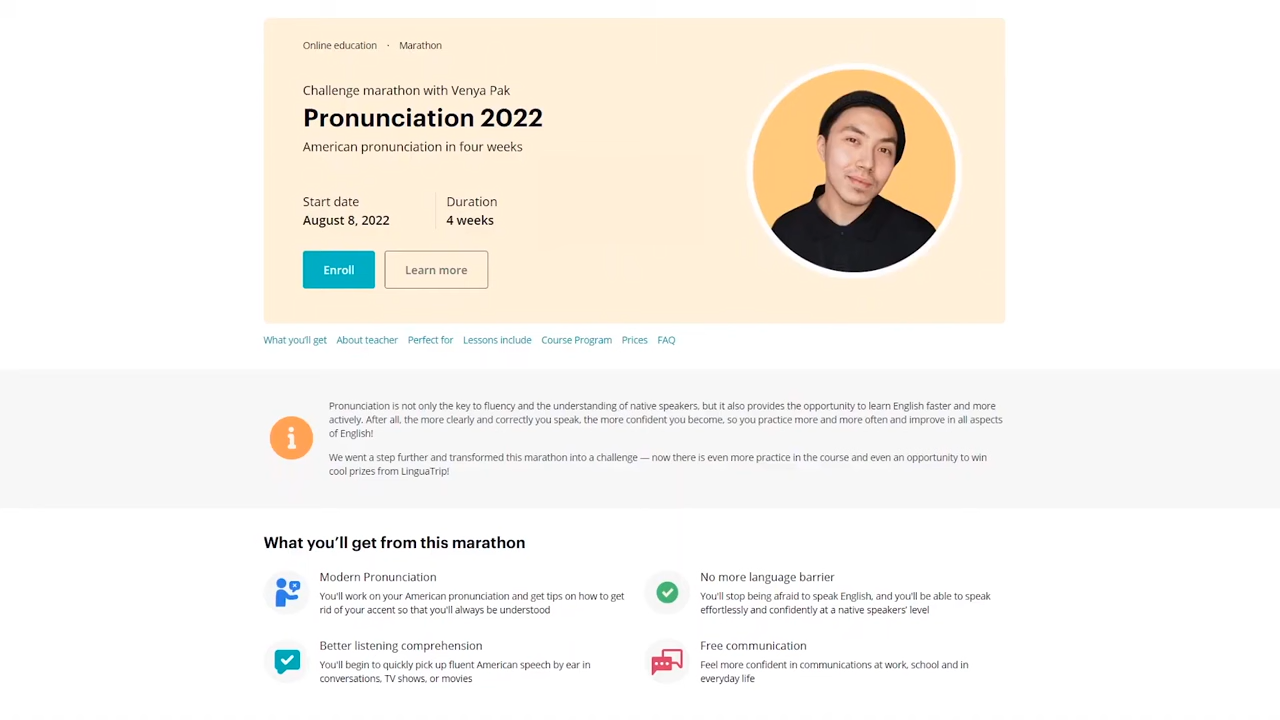 Online education · Marathon
Challenge marathon with Venya Pak
Pronunciation 2022
American pronunciation in four weeks
Start date
August 8, 2022
Duration
4 weeks
Enroll
Learn more
What you'll get About teacher Perfect for Lessons include Course Program Prices FAQ
Pronunciation is not only the key to fluency and the understanding of native speakers, but it also provides the opportunity to learn English faster and more
actively. After all, the more clearly and correctly you speak, the more confident you become, so you practice more and more often and improve in all aspects
of English!
We went a step further and transformed this marathon into a challenge — now there is even more practice in the course and even an opportunity to win
cool prizes from LinguaTrip!
What you'll get from this marathon
Modern Pronunciation
You'll work on your American pronunciation and get tips on how to get
rid of your accent so that you'll always be understood
No more language barrier
You'll stop being afraid to speak English, and you'll be able to speak
effortlessly and confidently at a native speakers' level
Better listening comprehension
You'll begin to quickly pick up fluent American speech by ear in
conversations, TV shows, or movies
Free communication
Feel more confident in communications at work, school and in
everyday life